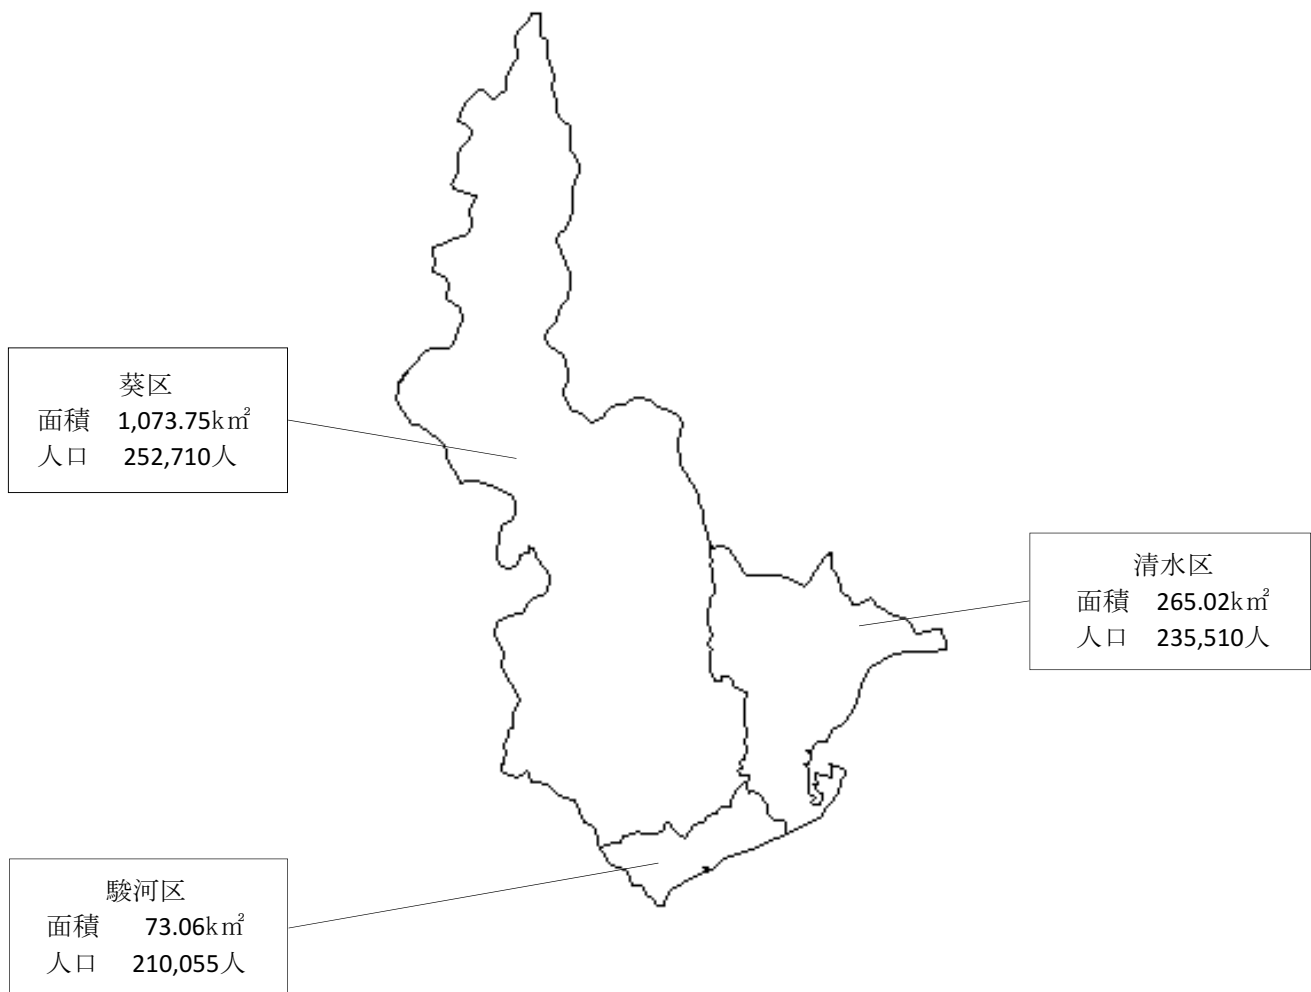 葵区
面積 1,073.75k㎡
人口 252,710人
清水区
面積 265.02k㎡
人口 235,510人
駿河区
面積 73.06k㎡
人口 210,055人